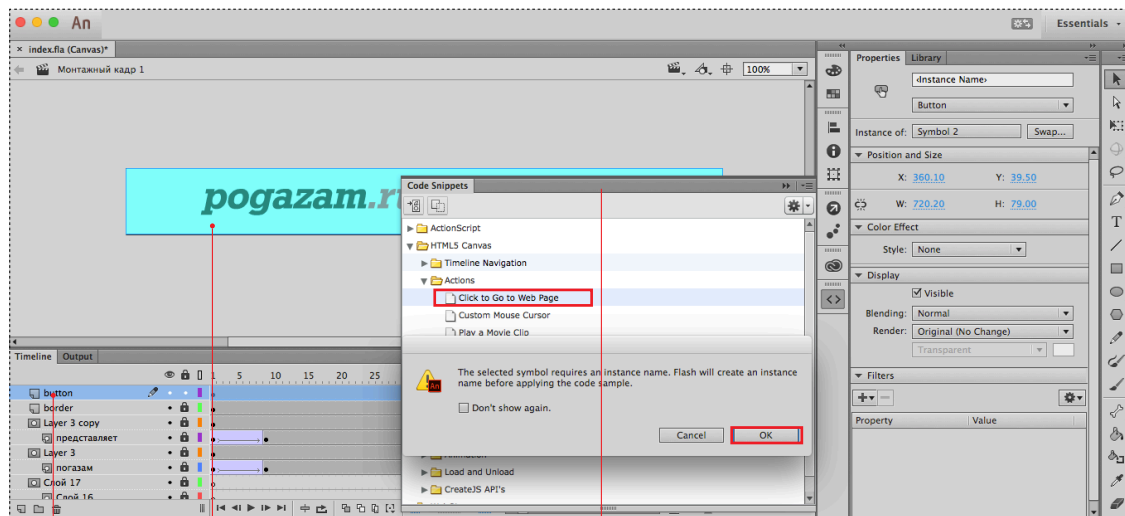 An
Essentials
× index.fla (Canvas)*
Монтажный кадр 1
100%
pogazam.r
Code Snippets
ActionScript
HTML5 Canvas
Timeline Navigation
Actions
Click to Go to Web Page
Custom Mouse Cursor
Play a Movie Clip
The selected symbol requires an instance name. Flash will create an instance
name before applying the code sample.
Don't show again.
Cancel
OK
Load and Unload
CreateJS API's
Timeline Output
1 5 10 15 20 25
button
border
Layer 3 copy
представляет
Layer 3
погазам
Слой 17
Слой 16
Properties Library
<Instance Name>
Button
Instance of: Symbol 2 Swap...
Position and Size
X: 360.10 Y: 39.50
W: 720.20 H: 79.00
Color Effect
Style: None
Display
Visible
Blending: Normal
Render: Original (No Change)
Transparent
Filters
Property Value